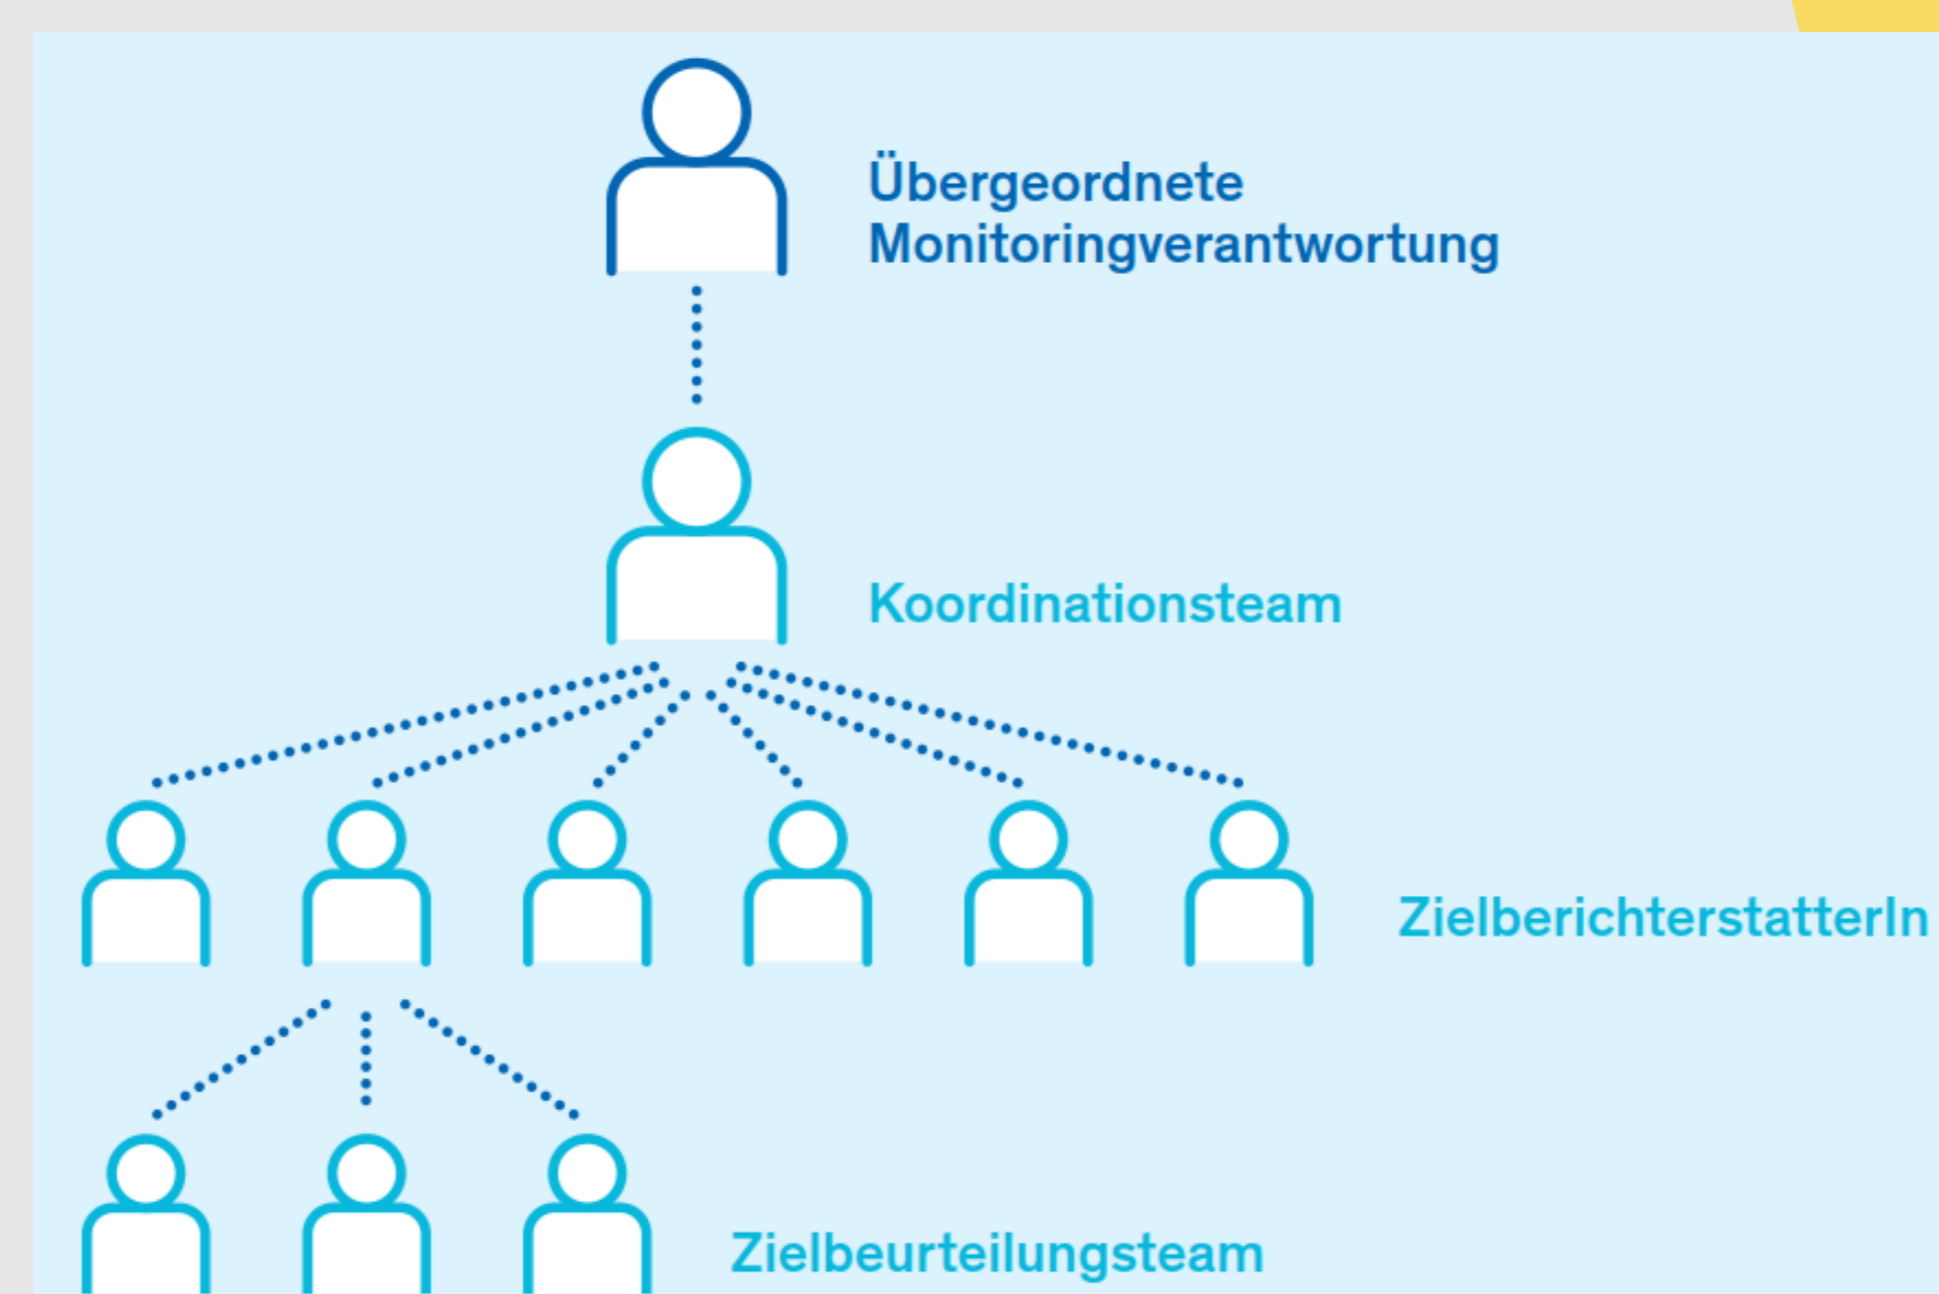 Übergeordnete
Monitoringverantwortung
Koordinationsteam
ZielberichterstatterIn
Zielbeurteilungsteam